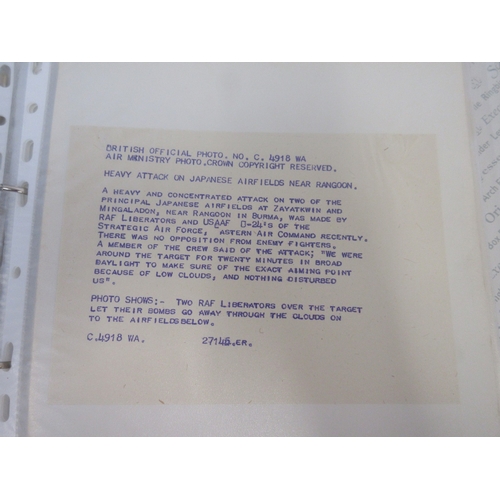 BRITISH OFFICIAL PHOTO. NO. C. 4918 WA
AIR MINISTRY PHOTO.CROWN COPYRIGHT RESERVED.
HEAVY ATTACK ON JAPANESE AIRFIELDS NEAR RANGOON.
A HEAVY AND CONCENTRATED ATTACK ON TWO OF THE
PRINCIPAL JAPANESE AIRFIELDS AT ZAYATKWIN AND
MINGALADON, NEAR RANGOON IN BURMA, WAS MADE BY
RAF LIBERATORS AND USAAF -24'S OF THE
STRATEGIC AIR FORCE, ASTERN AIR COMMAND RECENTLY.
THERE WAS NO OPPOSITION FROM ENEMY FIGHTERS.
A MEMBER OF THE CREW SAID OF THE ATTACK; "WE WERE
AROUND THE TARGET FOR TWENTY MINUTES IN BROAD
DAYLIGHT TO MAKE SURE OF THE EXACT AIMING POINT
BECAUSE OF LOW CLOUDS, AND NOTHING DISTURBED
US".
PHOTO SHOWS:- TWO RAF LIBERATORS OVER THE TARGET
LET THEIR BOMBS GO AWAY THROUGH THE CLOUDS ON
TO THE AIRFIELDSBELOW.
C.4918 WA. 27146.ER.